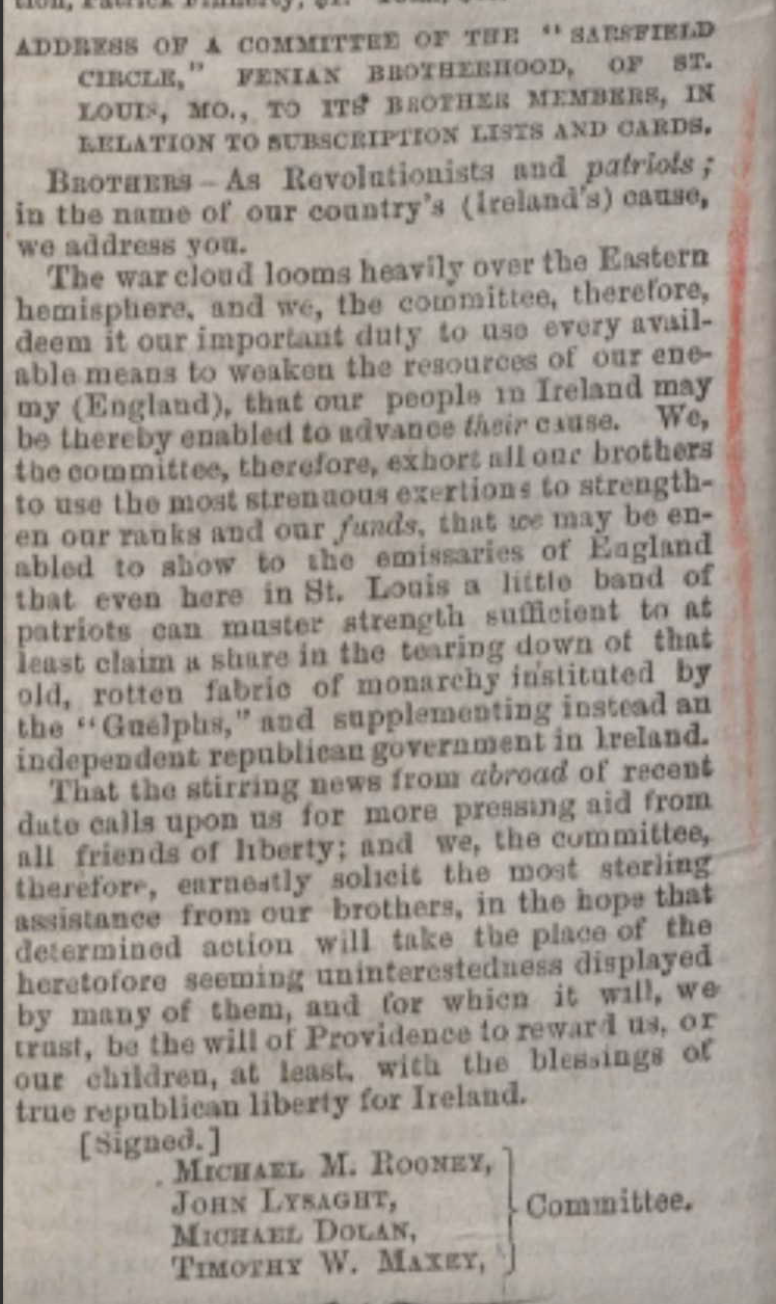 ADDRESS OF A COMMITTEE OF THE "SARSFIELD
CIRCLE," FENIAN BROTHERHOOD, OF ST.
LOUIS, MO., TO ITS BROTHER MEMBERS, IN
RELATION TO SUBSCRIPTION LISTS AND CARDS.
BROTHERS – As Revolutionists and patriots;
in the name of our country's (Ireland's) cause,
we address you.
The war cloud looms heavily over the Eastern
hemisphere, and we, the committee, therefore,
deem it our important duty to use every avail-
able means to weaken the resources of our ene-
my (England), that our people in Ireland may
be thereby enabled to advance their cause. We,
the committee, therefore, exhort all our brothers
to use the most strenuous exertions to strength-
en our ranks and our funds, that we may be en-
abled to show to the emissaries of England
that even here in St. Louis a little band of
patriots can muster strength sufficient to at
least claim a share in the tearing down of that
old, rotten fabric of monarchy instituted by
the "Guelphs," and supplementing instead an
independent republican government in Ireland.
That the stirring news from abroad of recent
date calls upon us for more pressing aid from
all friends of liberty; and we, the committee,
therefore, earnestly solicit the most sterling
assistance from our brothers, in the hope that
determined action will take the place of the
heretofore seeming uninterestedness displayed
by many of them, and for which it will, we
trust, be the will of Providence to reward us, or
our children, at least, with the blessings of
true republican liberty for Ireland.
[Signed.]
MICHAEL M. ROONEY,
JOHN LYSAGHT,
MICHAEL DOLAN,
TIMOTHY W. MAXEY,
Committee.